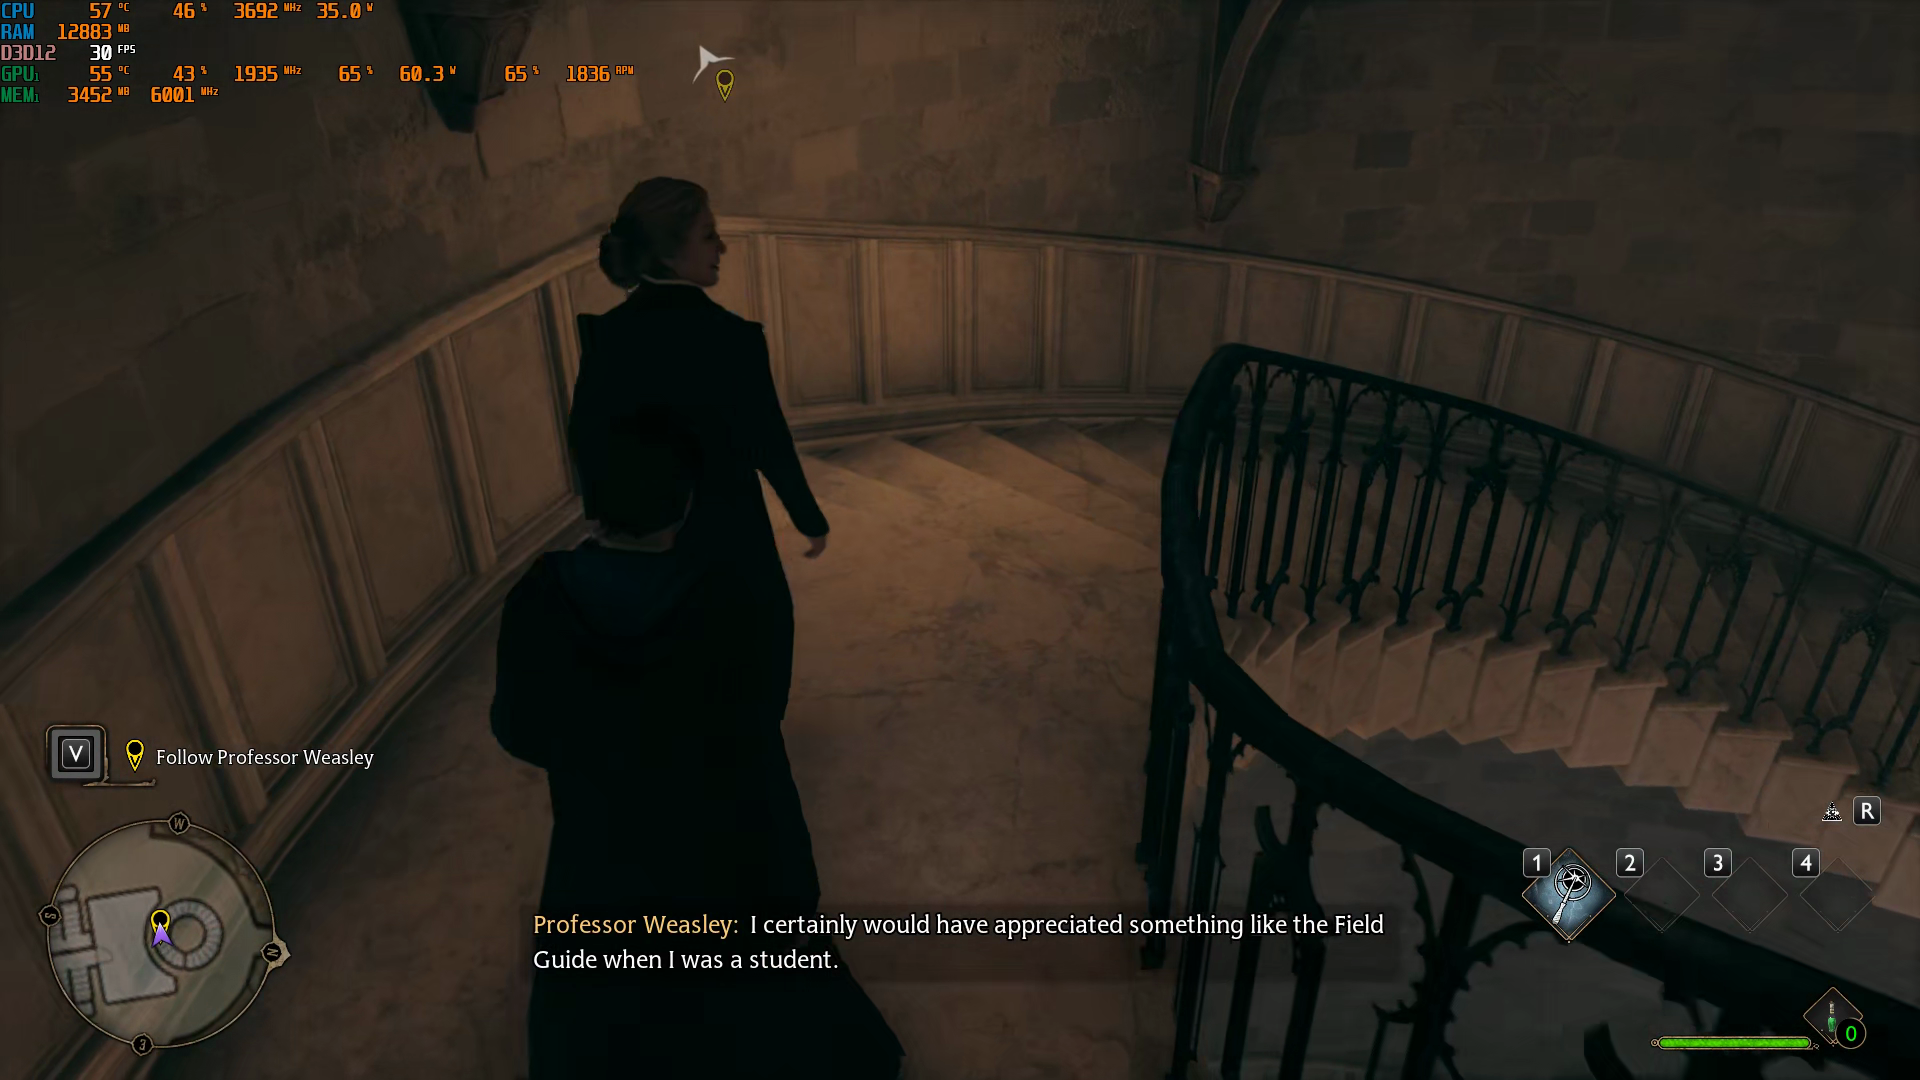 CPU 57 °C 46 % 3692 MHz 35.0 W
RAM 12883 MB
D3D12 30 FPS
GPU1 55 °C 43 % 1935 MHz 65 % 60.3 W 65 % 1836 RPM
MEM1 3452 MB 6001 MHz
V Follow Professor Weasley
W
S
N
3
R
1 2 3 4
Professor Weasley: I certainly would have appreciated something like the Field
Guide when I was a student.
0